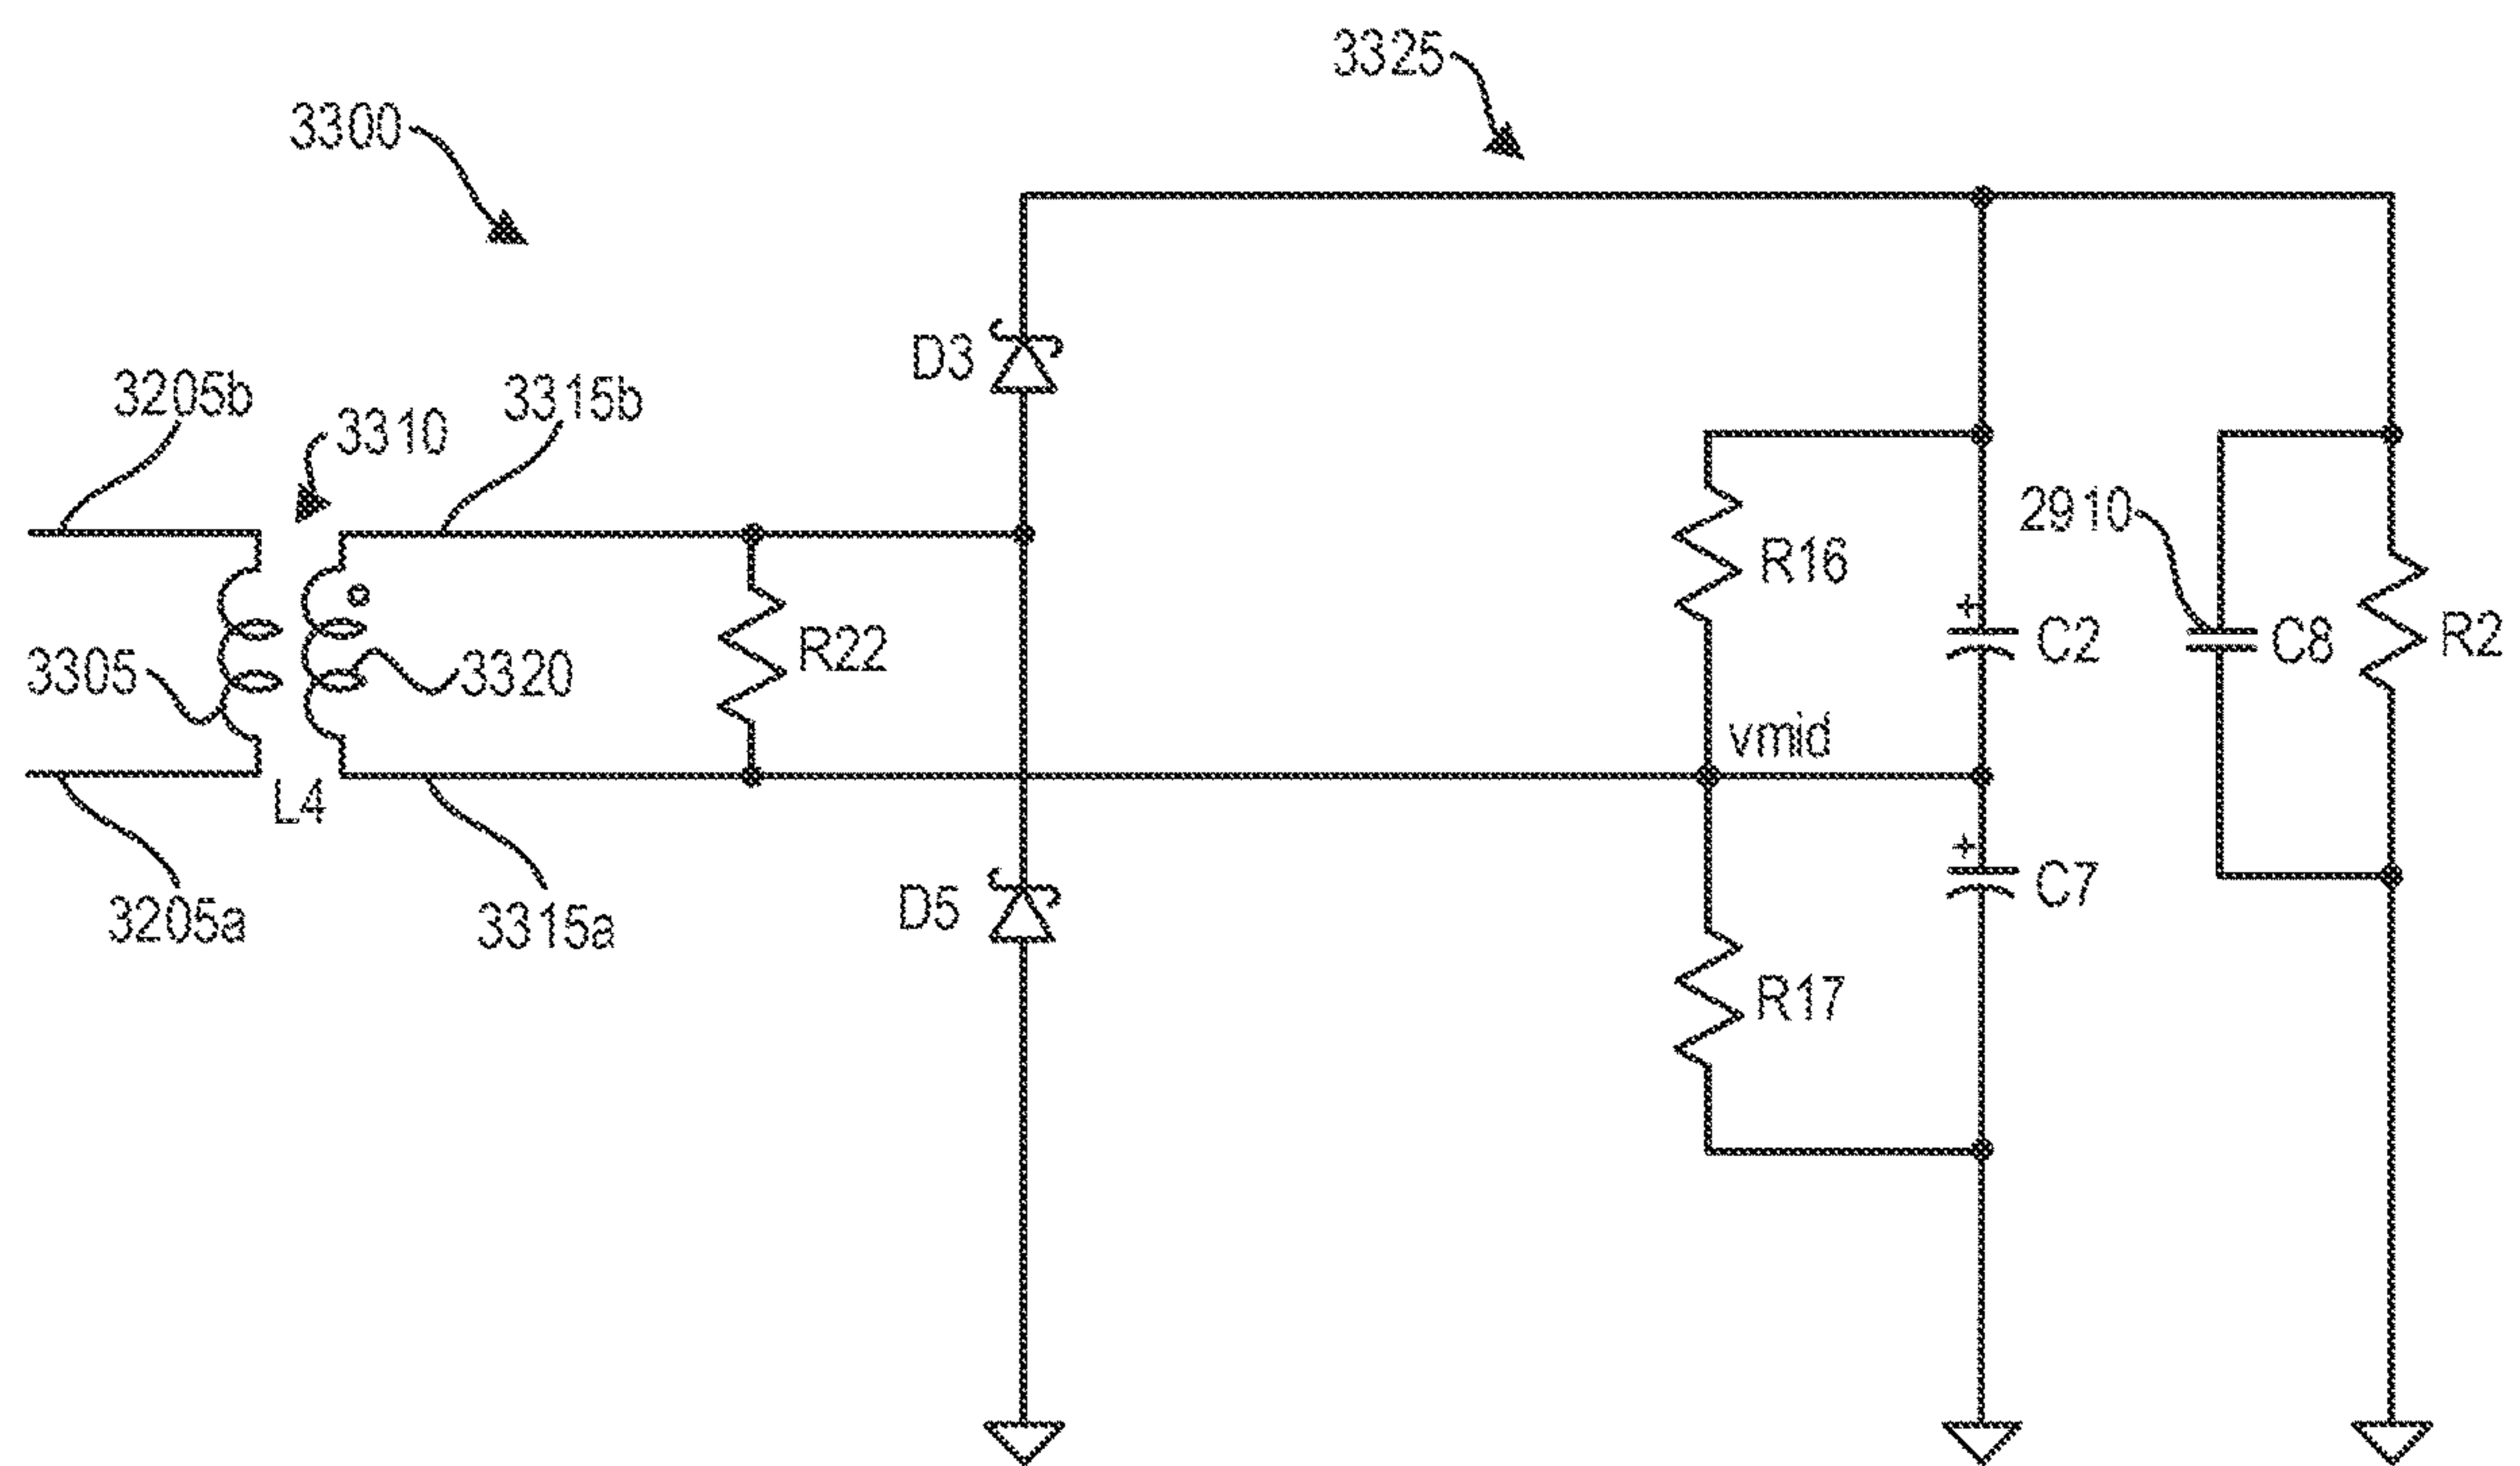 3325
3300
D3
3205b
3315b
3310
2910
R16
C2
C8
R2
R22
3305
3320
vmid
L4
D5
C7
3205a
3315a
R17
+
+